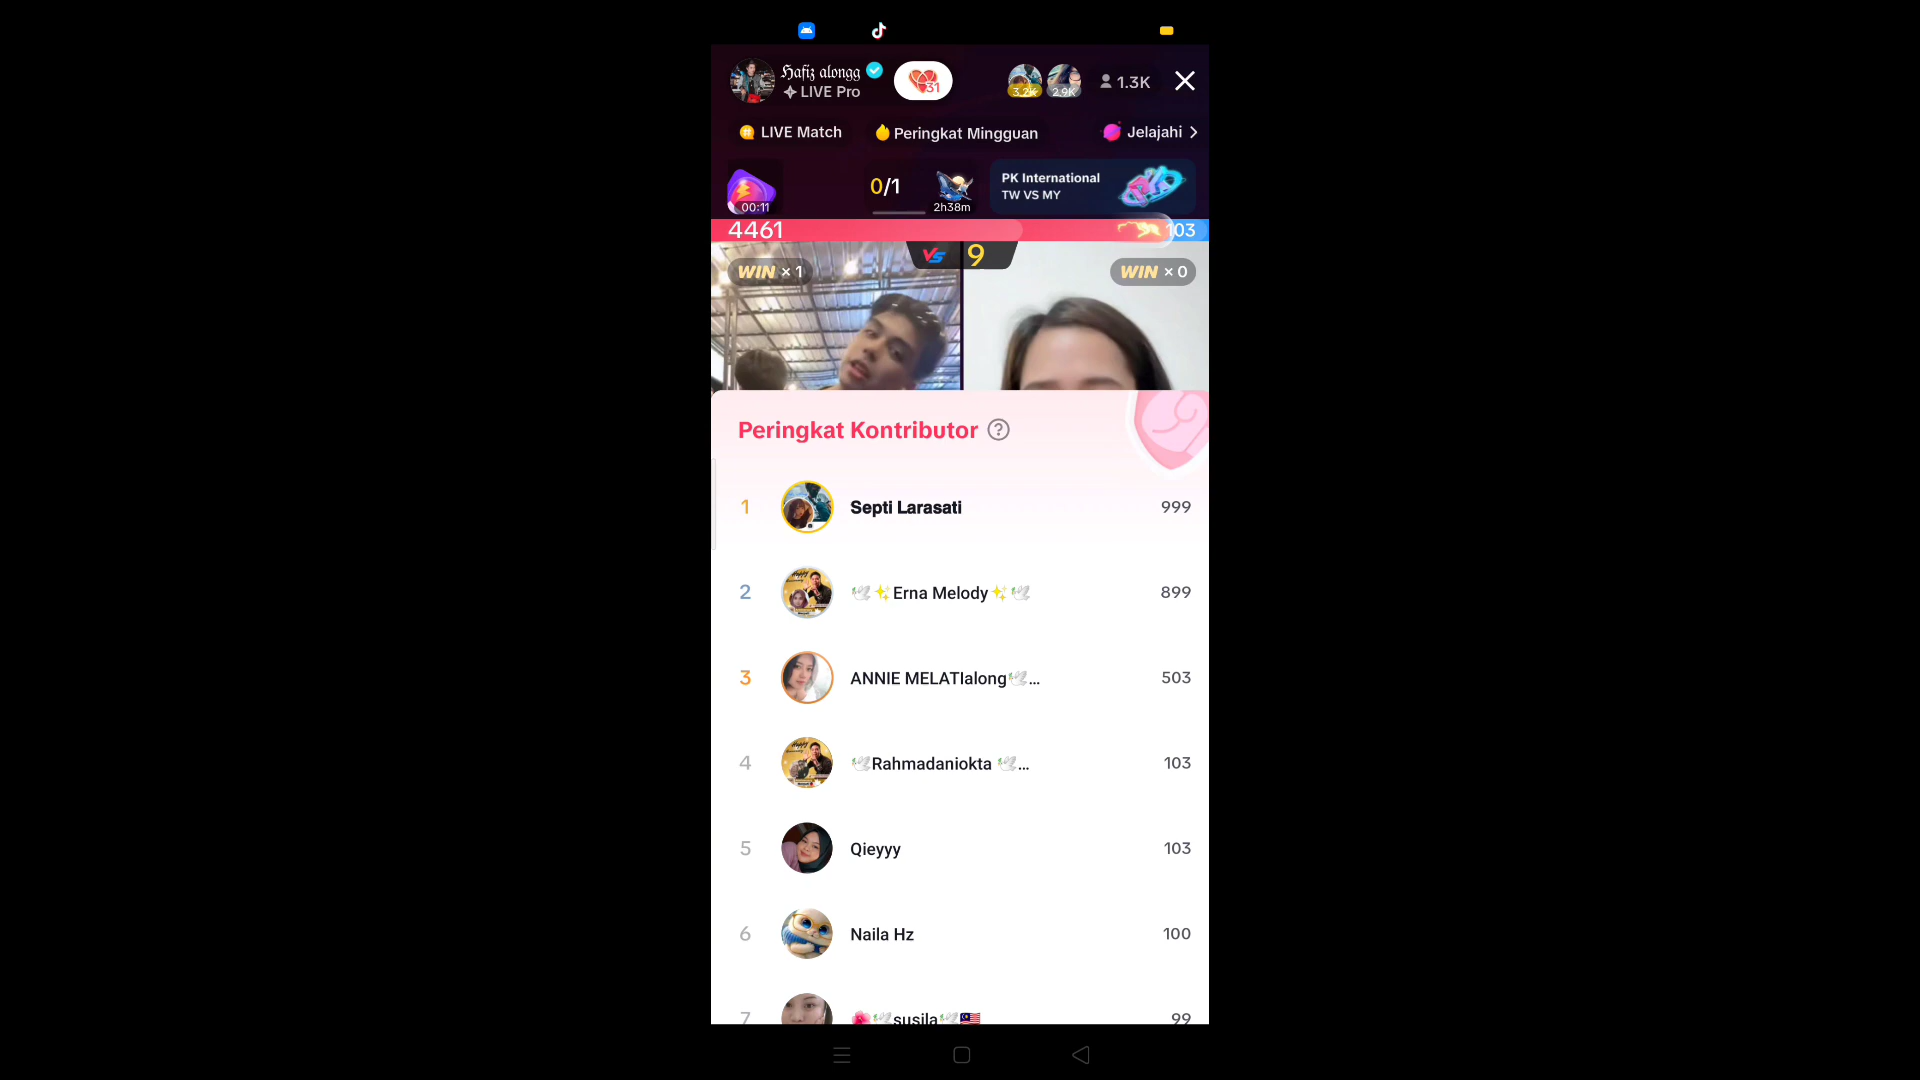 Hafiz alongg
LIVE Pro
31
3.2K
2.9K
1.3K
LIVE Match
Peringkat Mingguan
Jelajahi
00:11
0/1
2h38m
PK International
TW VS MY
4461
103
VS 9
WIN × 1
WIN × 0
Peringkat Kontributor
1 Septi Larasati 999
2 🕊️✨Erna Melody✨🕊️ 899
3 ANNIE MELATIalong🕊️... 503
4 🕊️Rahmadaniokta 🕊️... 103
5 Qieyyy 103
6 Naila Hz 100
7 🌺🕊️susila🕊️🇲🇾 99